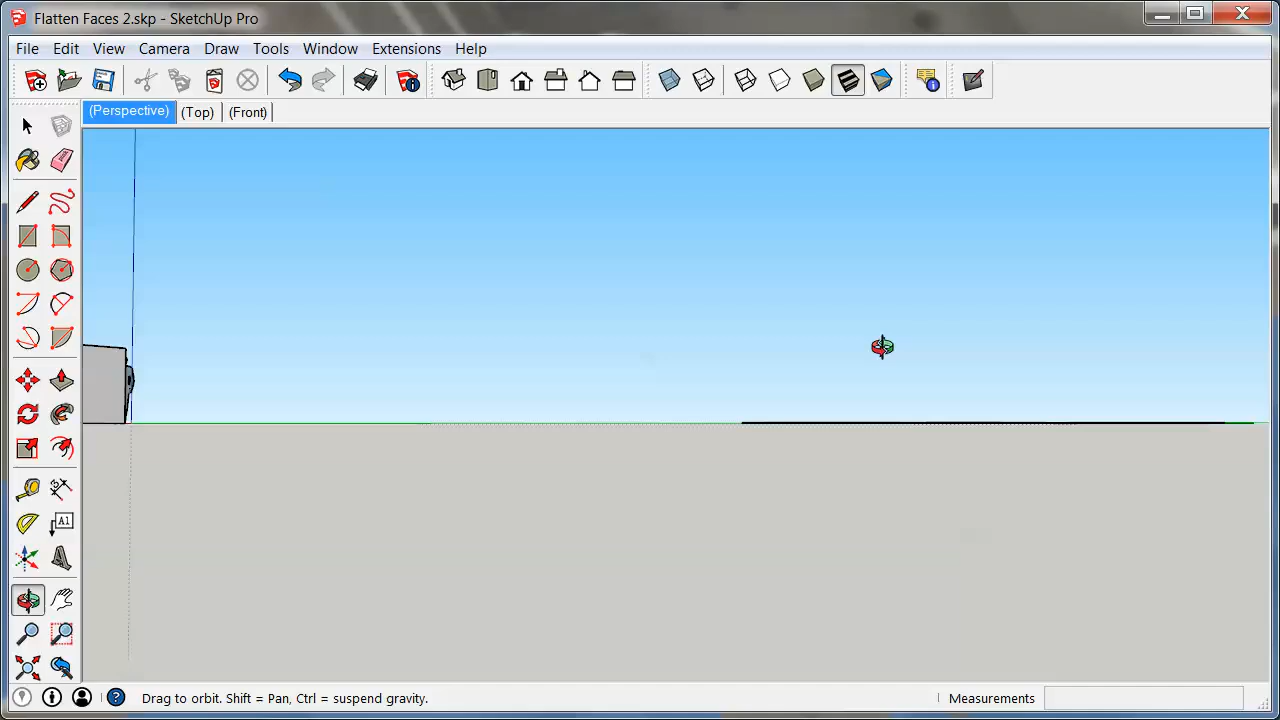 Flatten Faces 2.skp - SketchUp Pro
File Edit View Camera Draw Tools Window Extensions Help
(Perspective) (Top) (Front)
A1
Drag to orbit. Shift = Pan, Ctrl = suspend gravity. Measurements